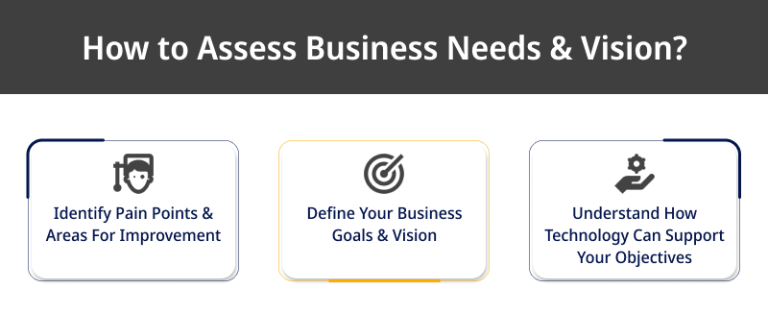 How to Assess Business Needs & Vision?
Identify Pain Points &
Areas For Improvement
Define Your Business
Goals & Vision
Understand How
Technology Can Support
Your Objectives